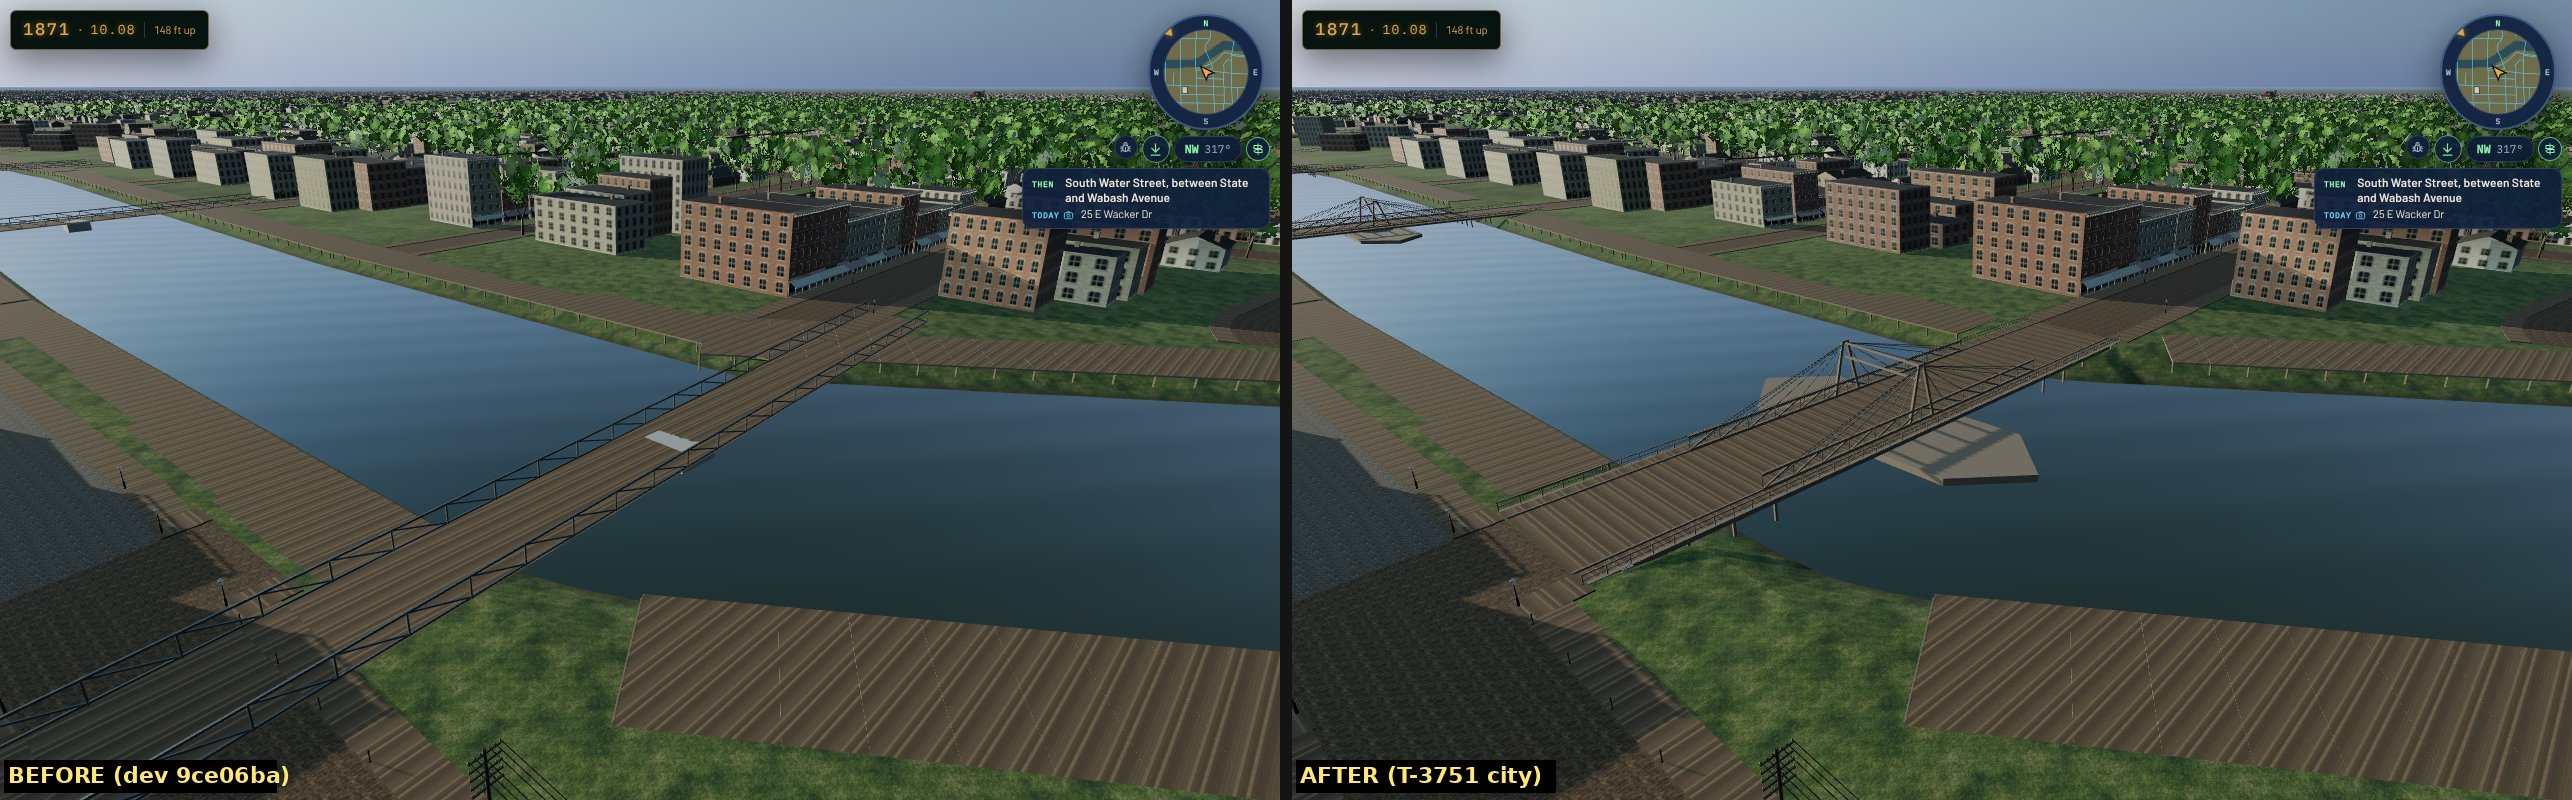 1871 · 10.08 148 ft up
N
W E
S
NW 317°
THEN South Water Street, between State
and Wabash Avenue
TODAY 25 E Wacker Dr
BEFORE (dev 9ce06ba)
1871 · 10.08 148 ft up
N
W E
S
NW 317°
THEN South Water Street, between State
and Wabash Avenue
TODAY 25 E Wacker Dr
AFTER (T-3751 city)